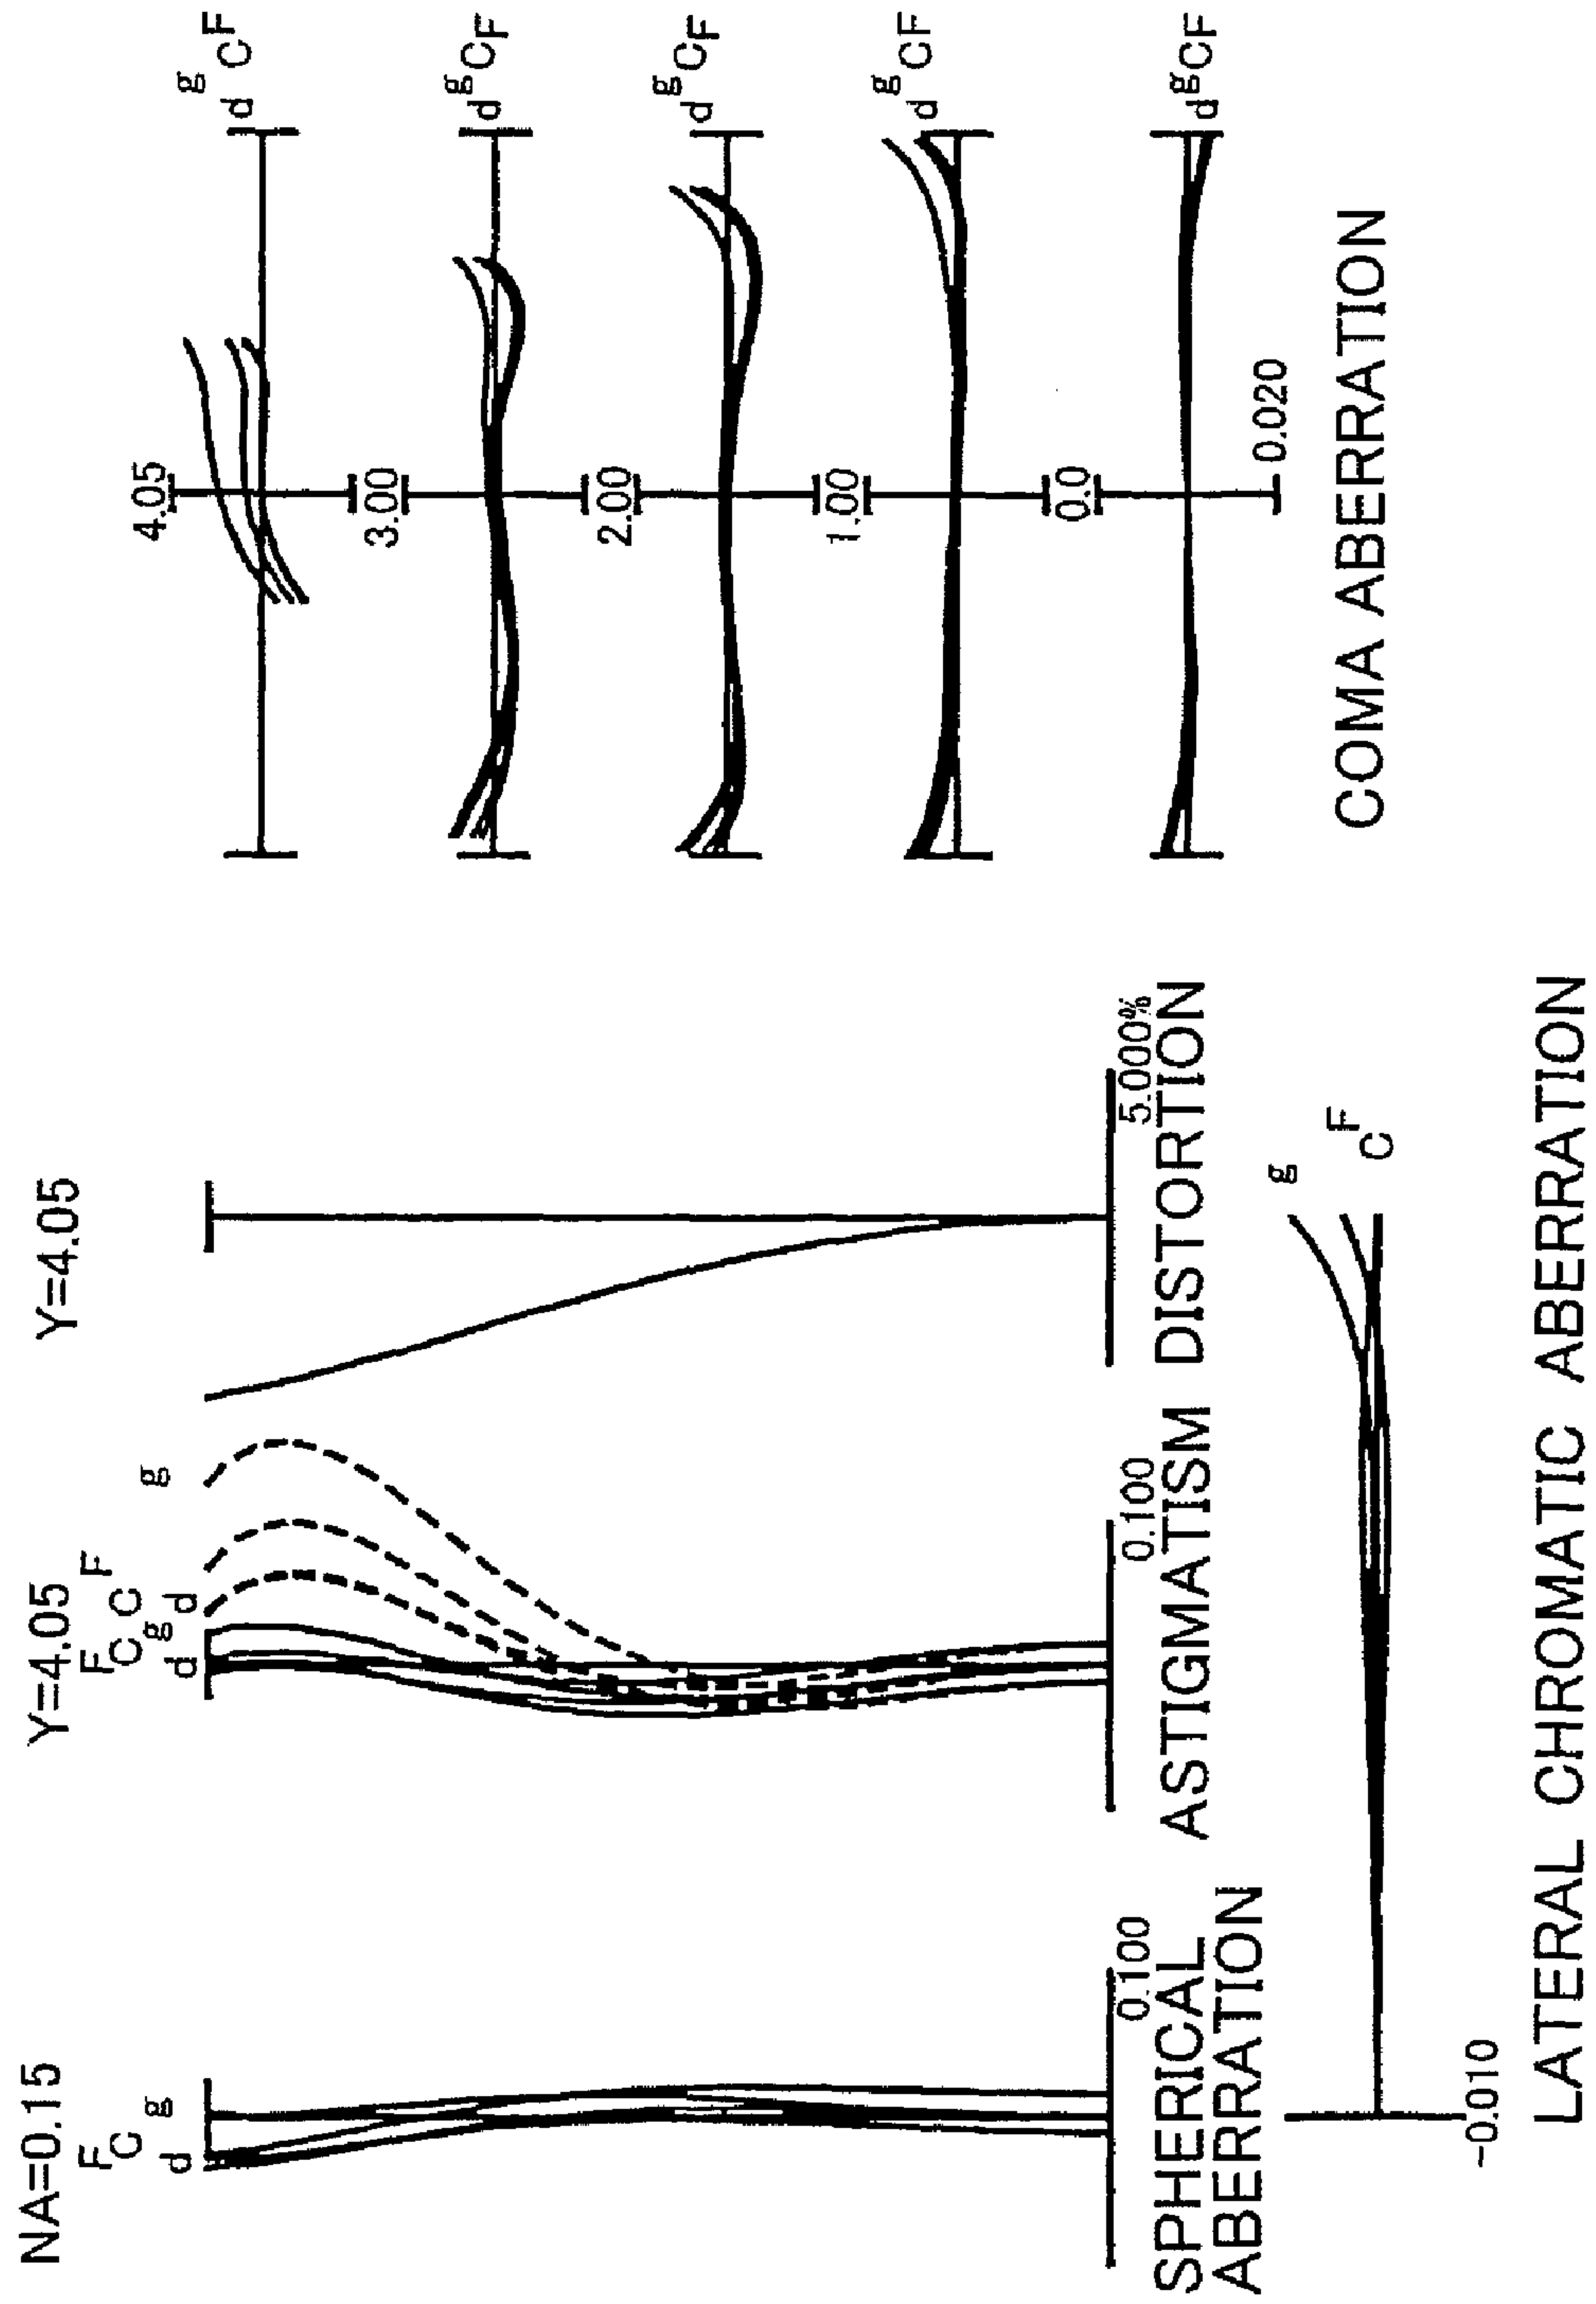 NA=0.15
F
C
g
d
0.100
SPHERICAL
ABERRATION
Y=4.05
F
C
g
d
F
C
d
g
0.100
ASTIGMATISM
Y=4.05
5.000%
DISTORTION
g
F
C
-0.010
LATERAL CHROMATIC ABERRATION
4.05
d g C F
3.00
d g C F
2.00
d g C F
1.00
d g C F
0.0
d g C F
0.020
COMA ABERRATION